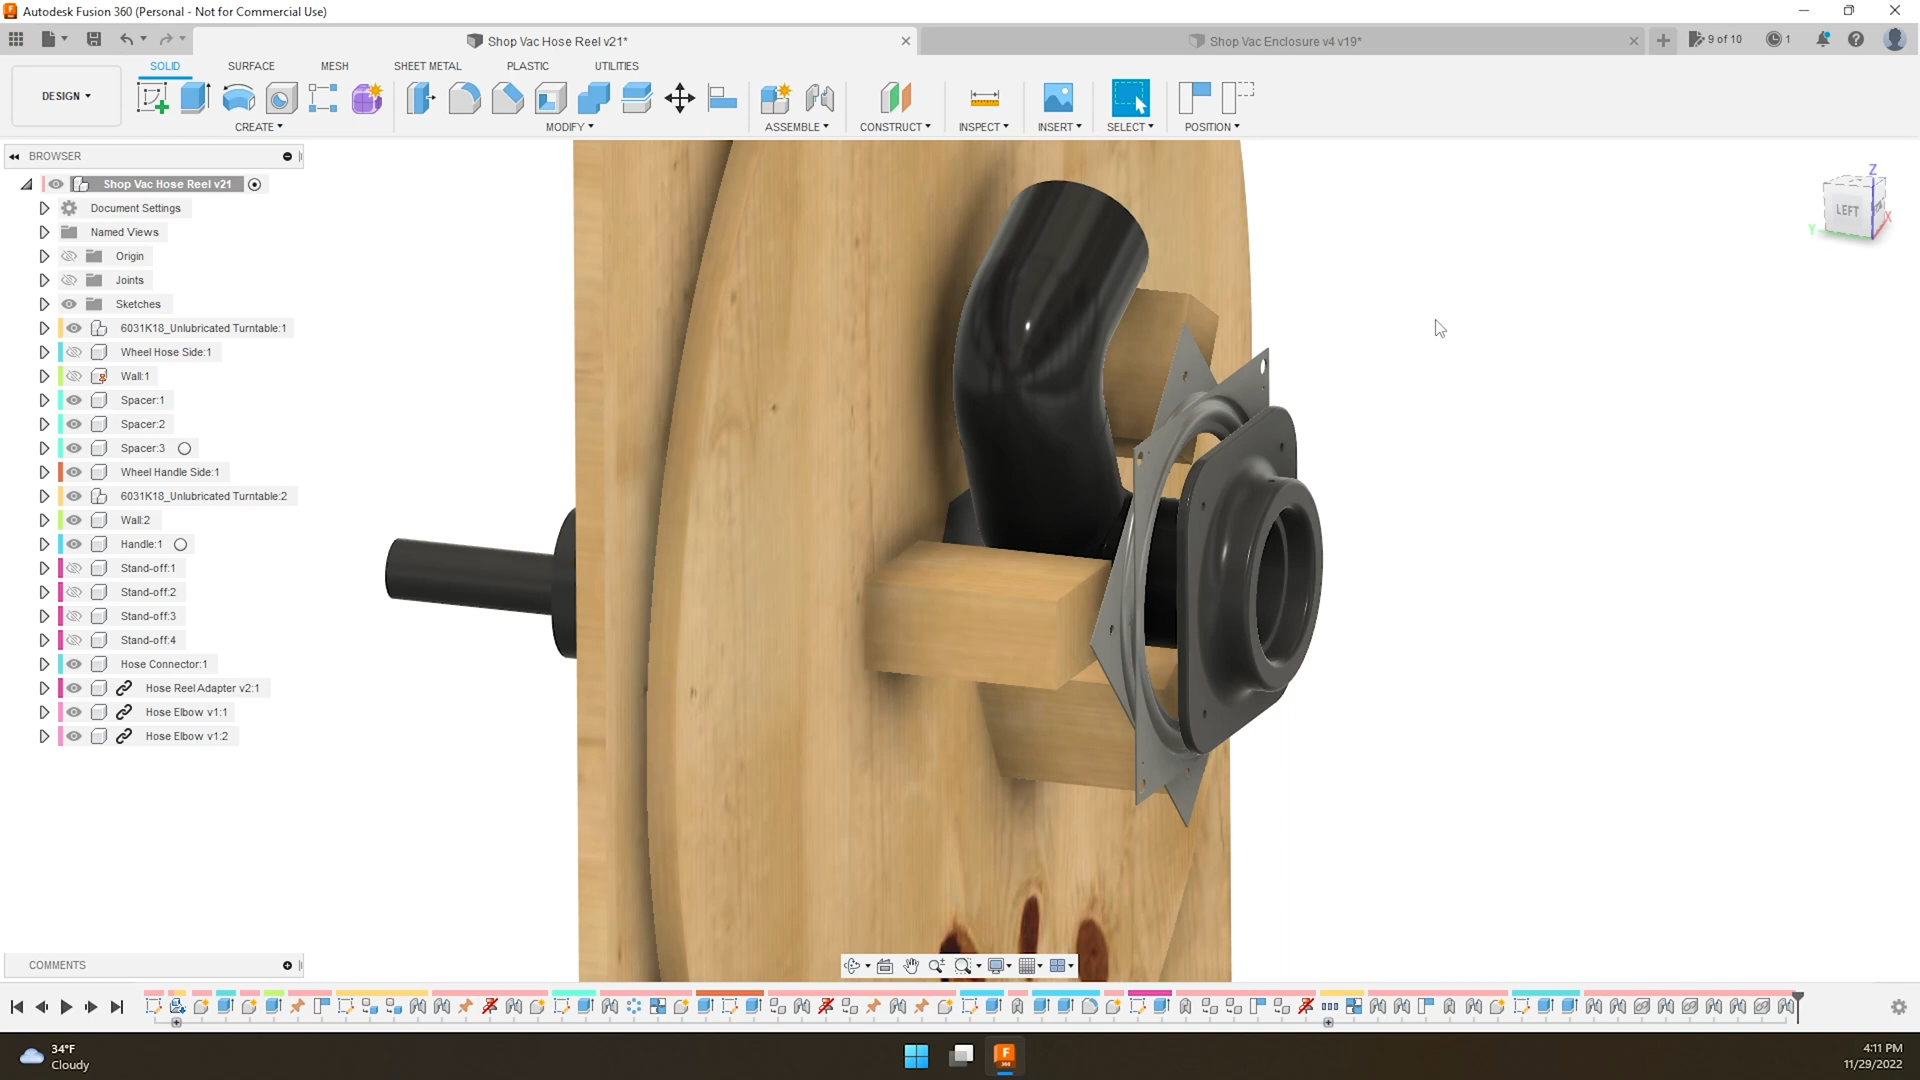 Autodesk Fusion 360 (Personal - Not for Commercial Use)
Shop Vac Hose Reel v21*
Shop Vac Enclosure v4 v19*
9 of 10
1
DESIGN
SOLID
SURFACE
MESH
SHEET METAL
PLASTIC
UTILITIES
CREATE
MODIFY
ASSEMBLE
CONSTRUCT
INSPECT
INSERT
SELECT
POSITION
BROWSER
Shop Vac Hose Reel v21
Document Settings
Named Views
Origin
Joints
Sketches
6031K18_Unlubricated Turntable:1
Wheel Hose Side:1
Wall:1
Spacer:1
Spacer:2
Spacer:3
Wheel Handle Side:1
6031K18_Unlubricated Turntable:2
Wall:2
Handle:1
Stand-off:1
Stand-off:2
Stand-off:3
Stand-off:4
Hose Connector:1
Hose Reel Adapter v2:1
Hose Elbow v1:1
Hose Elbow v1:2
Z
LEFT
X
Y
COMMENTS
34°F
Cloudy
F
360
4:11 PM
11/29/2022